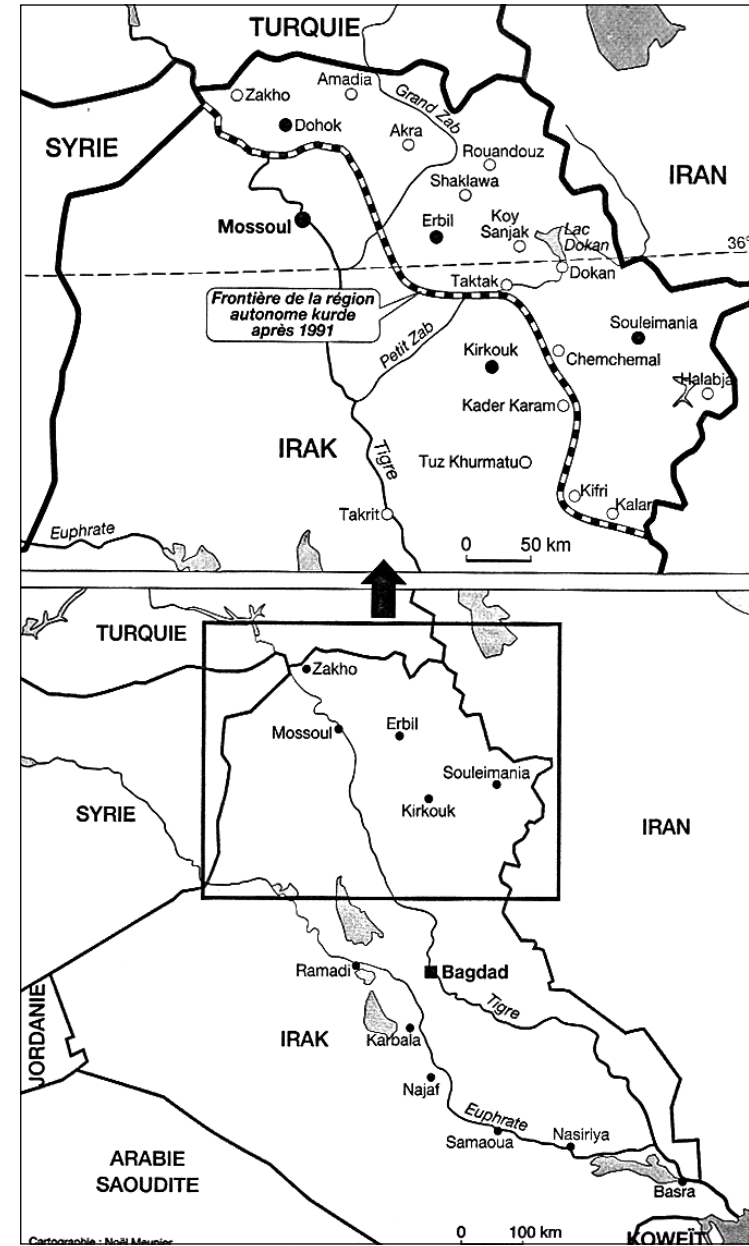 TURQUIE
Amadia
Zakho
Grand Zab
Dohok
Akra
SYRIE
Rouandouz
IRAN
Shaklawa
Mossoul
Erbil
Koy
Sanjak
Lac
Dokan
36°
Dokan
Taktak
Frontière de la région
autonome kurde
après 1991
Souleimania
Petit Zab
Kirkouk
Chemchemal
Halabja
Kader Karam
IRAK
Tigre
Tuz Khurmatu
Kifri
Kalar
Takrit
Euphrate
0 50 km
TURQUIE
Zakho
Mossoul
Erbil
Souleimania
Kirkouk
SYRIE
IRAN
Ramadi
Bagdad
Tigre
JORDANIE
IRAK
Karbala
Najaf
Euphrate
Samaoua
Nasiriya
ARABIE
SAOUDITE
Basra
0 100 km
KOWEÏT
Cartographie : Noël Meunier